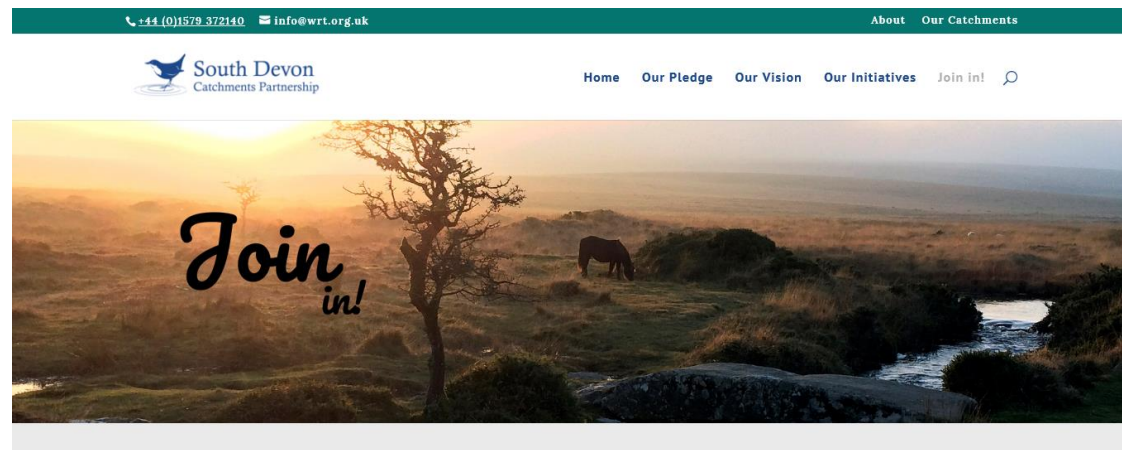 +44 (0)1579 372140 info@wrt.org.uk About Our Catchments
South Devon
Catchments Partnership
Home Our Pledge Our Vision Our Initiatives Join in!
Join
in!